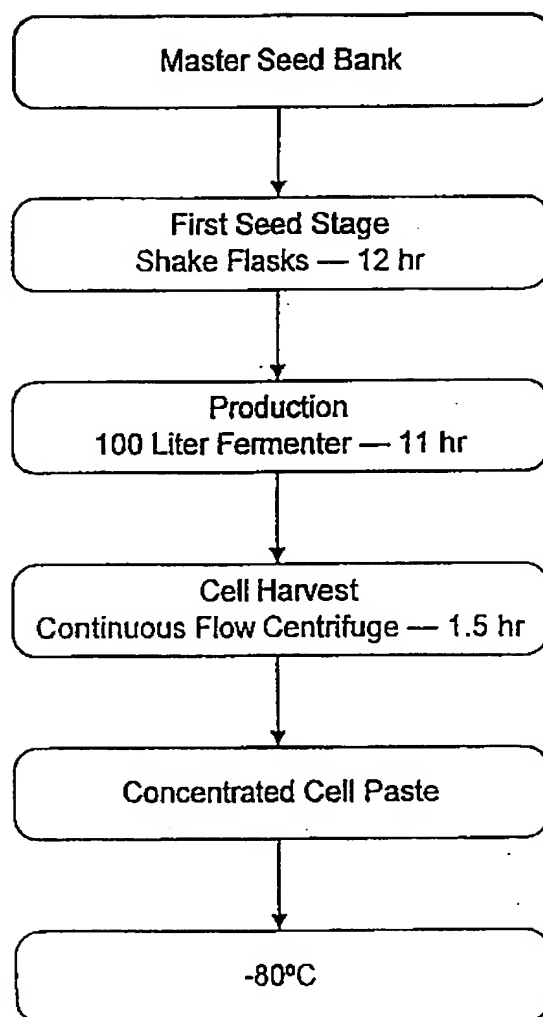 Master Seed Bank
First Seed Stage
Shake Flasks — 12 hr
Production
100 Liter Fermenter — 11 hr
Cell Harvest
Continuous Flow Centrifuge — 1.5 hr
Concentrated Cell Paste
-80ºC